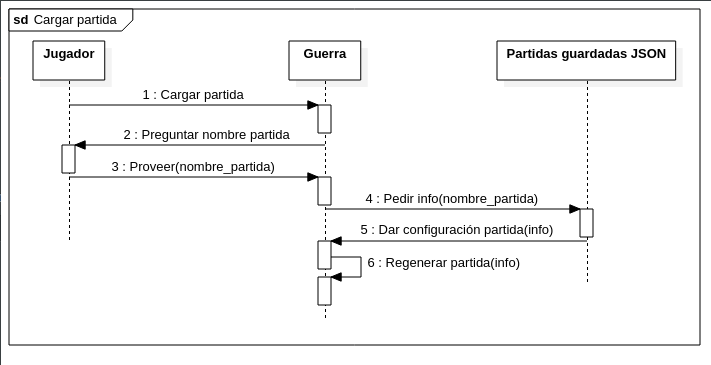 sd Cargar partida
Jugador
Guerra
Partidas guardadas JSON
1 : Cargar partida
2 : Preguntar nombre partida
3 : Proveer(nombre_partida)
4 : Pedir info(nombre_partida)
5 : Dar configuración partida(info)
6 : Regenerar partida(info)